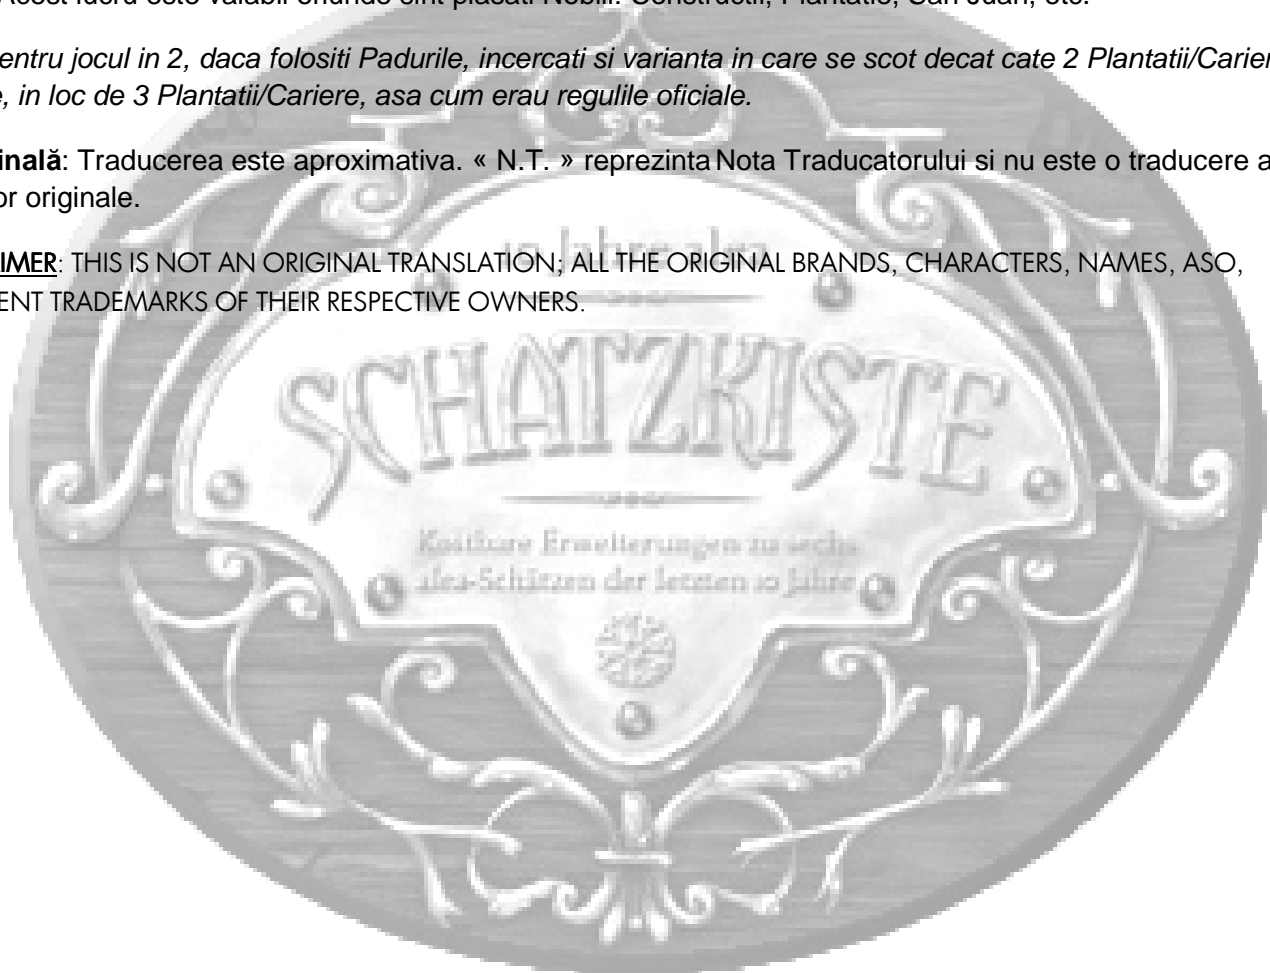 Acest lucru este valabil oriunde sint plasati Nobilii: Constructii, Plantatie, San Juan, etc.
entru jocul in 2, daca folositi Padurile, incercati si varianta in care se scot decat cate 2 Plantatii/Carier
e, in loc de 3 Plantatii/Cariere, asa cum erau regulile oficiale.
inală: Traducerea este aproximativa. « N.T. » reprezinta Nota Traducatorului si nu este o traducere a
or originale.
IMER: THIS IS NOT AN ORIGINAL TRANSLATION; ALL THE ORIGINAL BRANDS, CHARACTERS, NAMES, ASO,
ENT TRADEMARKS OF THEIR RESPECTIVE OWNERS.
10 Jahre alea
SCHATZKISTE
Kostbare Erweiterungen zu sechs
alea-Schätzen der letzten 10 Jahre